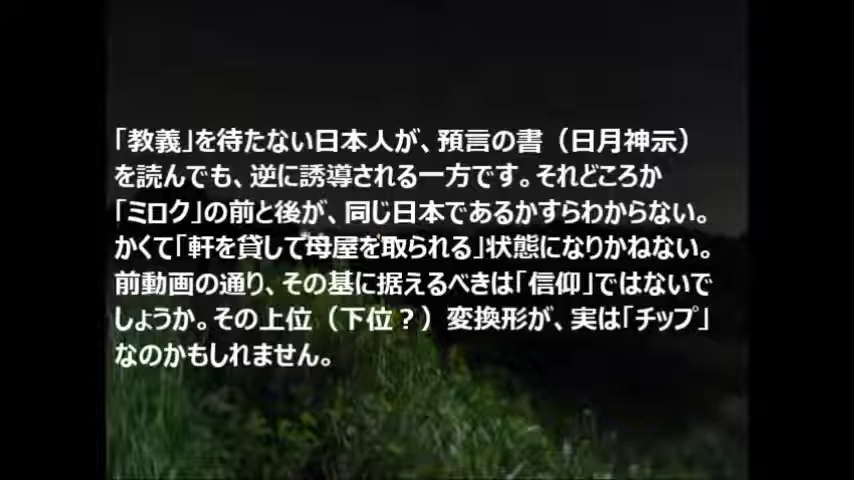 「教義」を待たない日本人が、預言の書（日月神示）
を読んでも、逆に誘導される一方です。それどころか
「ミロク」の前と後が、同じ日本であるかすらわからない。
かくて「軒を貸して母屋を取られる」状態になりかねない。
前動画の通り、その基に据えるべきは「信仰」ではないで
しょうか。その上位（下位？）変換形が、実は「チップ」
なのかもしれません。